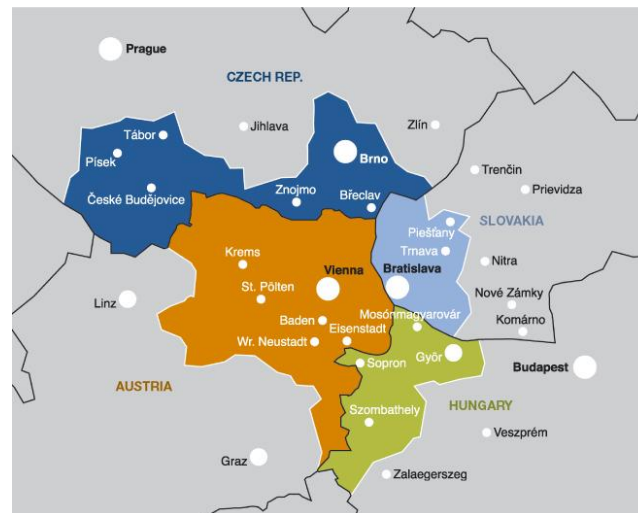 Prague
CZECH REP.
Tábor
Jihlava
Zlín
Písek
Brno
Trenčín
České Budějovice
Znojmo
Břeclav
Prievidza
Piešťany
SLOVAKIA
Trnava
Krems
Nitra
Vienna
Bratislava
St. Pölten
Linz
Nové Zámky
Mosónmagyarovár
Baden
Eisenstadt
Komárno
Wr. Neustadt
Győr
Sopron
Budapest
AUSTRIA
Szombathely
HUNGARY
Veszprém
Graz
Zalaegerszeg